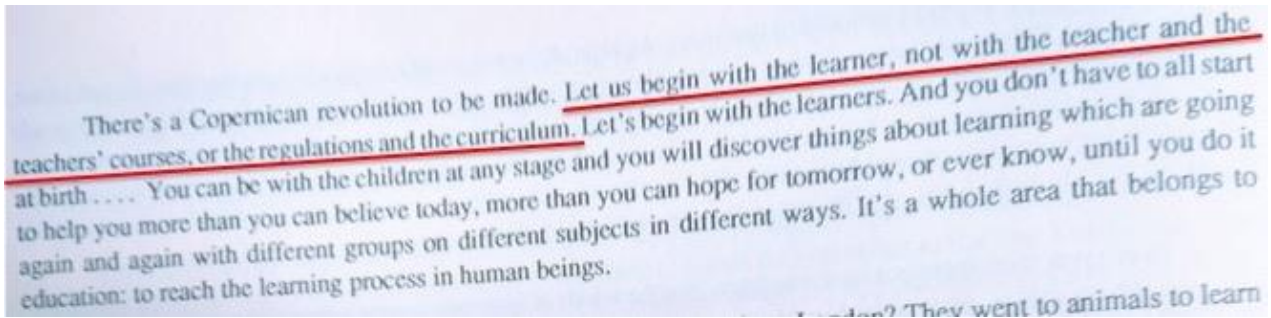 There's a Copernican revolution to be made. Let us begin with the learner, not with the teacher and the
teachers' courses, or the regulations and the curriculum. Let's begin with the learners. And you don't have to all start
at birth . . . . You can be with the children at any stage and you will discover things about learning which are going
to help you more than you can believe today, more than you can hope for tomorrow, or ever know, until you do it
again and again with different groups on different subjects in different ways. It's a whole area that belongs to
education: to reach the learning process in human beings.
London? They went to animals to learn